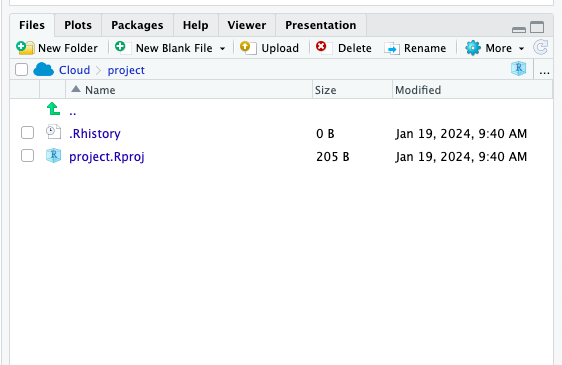 Files Plots Packages Help Viewer Presentation
New Folder New Blank File Upload Delete Rename More
Cloud project ...
Name Size Modified
..
.Rhistory 0 B Jan 19, 2024, 9:40 AM
R project.Rproj 205 B Jan 19, 2024, 9:40 AM